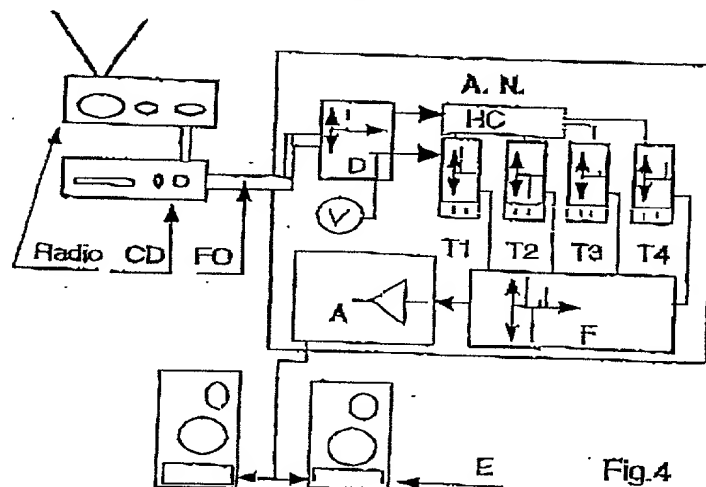 A. N.
HC
D
V
Radio CD FO
T1 T2 T3 T4
A
F
E
Fig.4